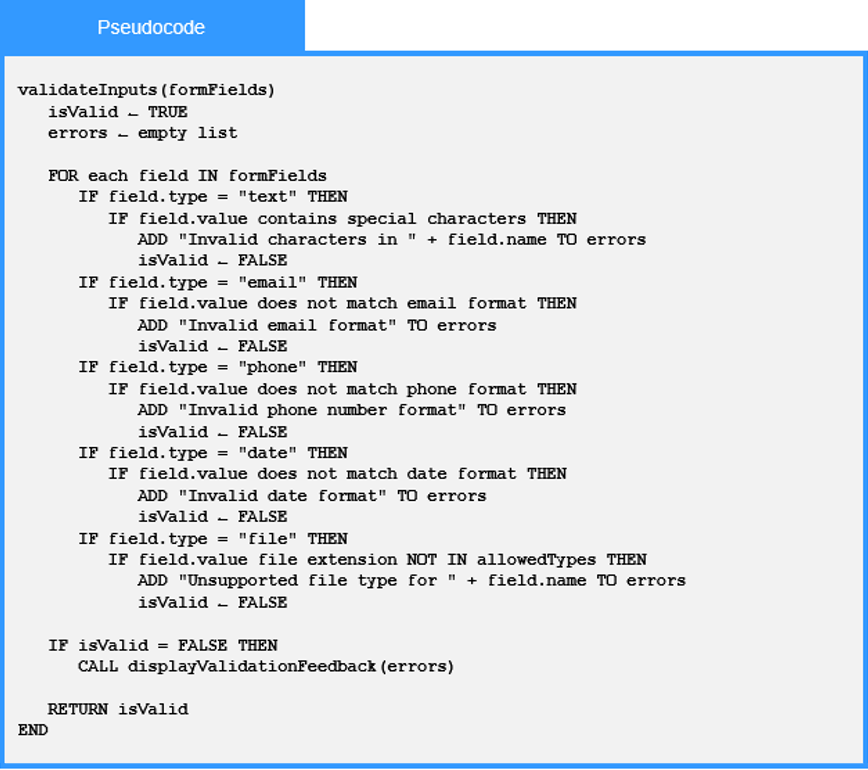 Pseudocode
validateInputs(formFields)
isValid ← TRUE
errors ← empty list
FOR each field IN formFields
IF field.type = "text" THEN
IF field.value contains special characters THEN
ADD "Invalid characters in " + field.name TO errors
isValid ← FALSE
IF field.type = "email" THEN
IF field.value does not match email format THEN
ADD "Invalid email format" TO errors
isValid ← FALSE
IF field.type = "phone" THEN
IF field.value does not match phone format THEN
ADD "Invalid phone number format" TO errors
isValid ← FALSE
IF field.type = "date" THEN
IF field.value does not match date format THEN
ADD "Invalid date format" TO errors
isValid ← FALSE
IF field.type = "file" THEN
IF field.value file extension NOT IN allowedTypes THEN
ADD "Unsupported file type for " + field.name TO errors
isValid ← FALSE
IF isValid = FALSE THEN
CALL displayValidationFeedback(errors)
RETURN isValid
END